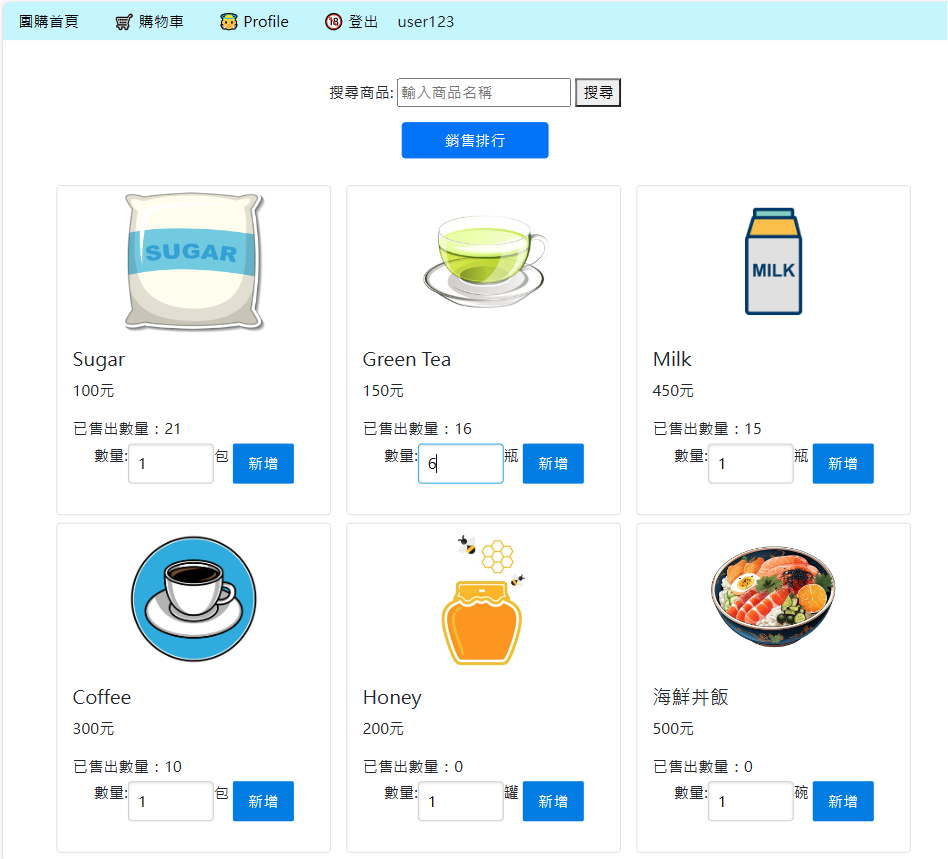 團購首頁 購物車 Profile 18 登出 user123
搜尋商品: 輸入商品名稱 搜尋
銷售排行
SUGAR
Sugar
100元
已售出數量：21
數量: 1 包 新增
Green Tea
150元
已售出數量：16
數量: 6 瓶 新增
MILK
Milk
450元
已售出數量：15
數量: 1 瓶 新增
Coffee
300元
已售出數量：10
數量: 1 包 新增
Honey
200元
已售出數量：0
數量: 1 罐 新增
海鮮丼飯
500元
已售出數量：0
數量: 1 碗 新增